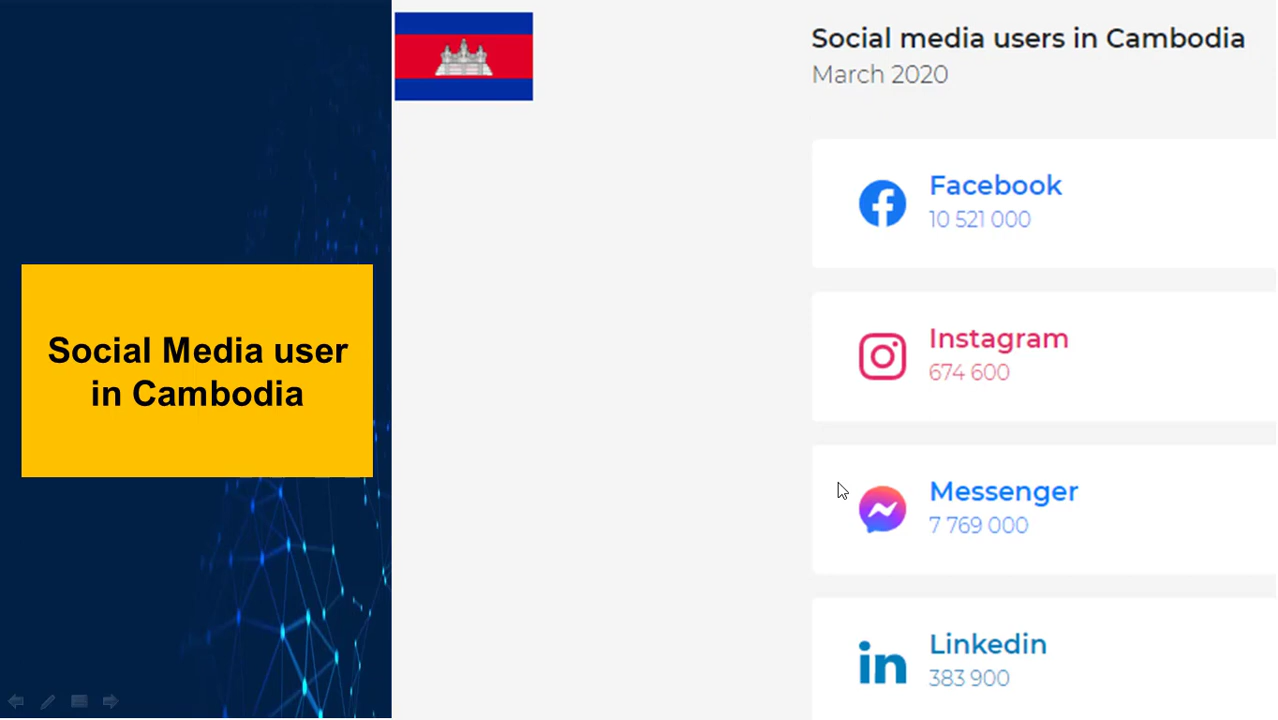 Social Media user
in Cambodia
Social media users in Cambodia
March 2020
Facebook
10 521 000
Instagram
674 600
Messenger
7 769 000
Linkedin
383 900